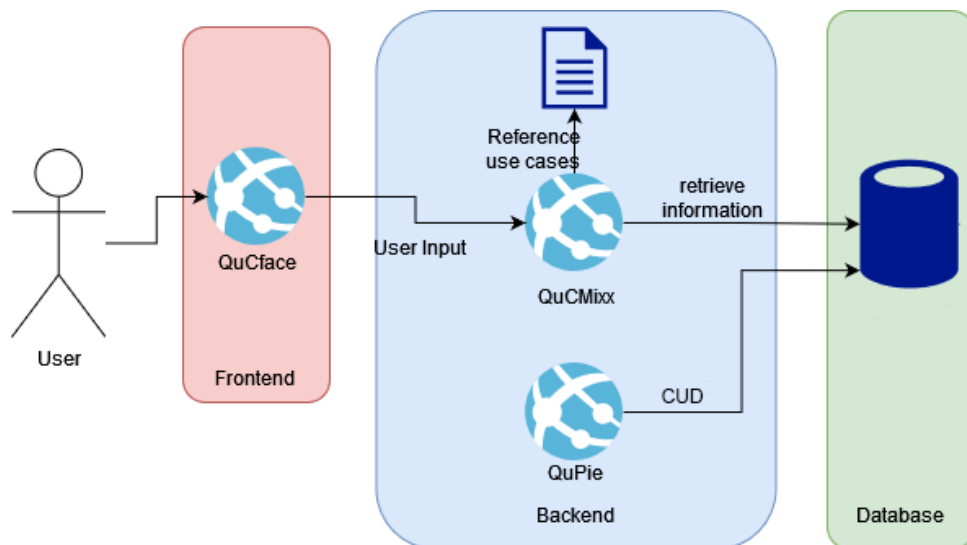 Reference
use cases
retrieve
information
User Input
QuCface
QuCMixx
User
Frontend
CUD
QuPie
Backend
Database